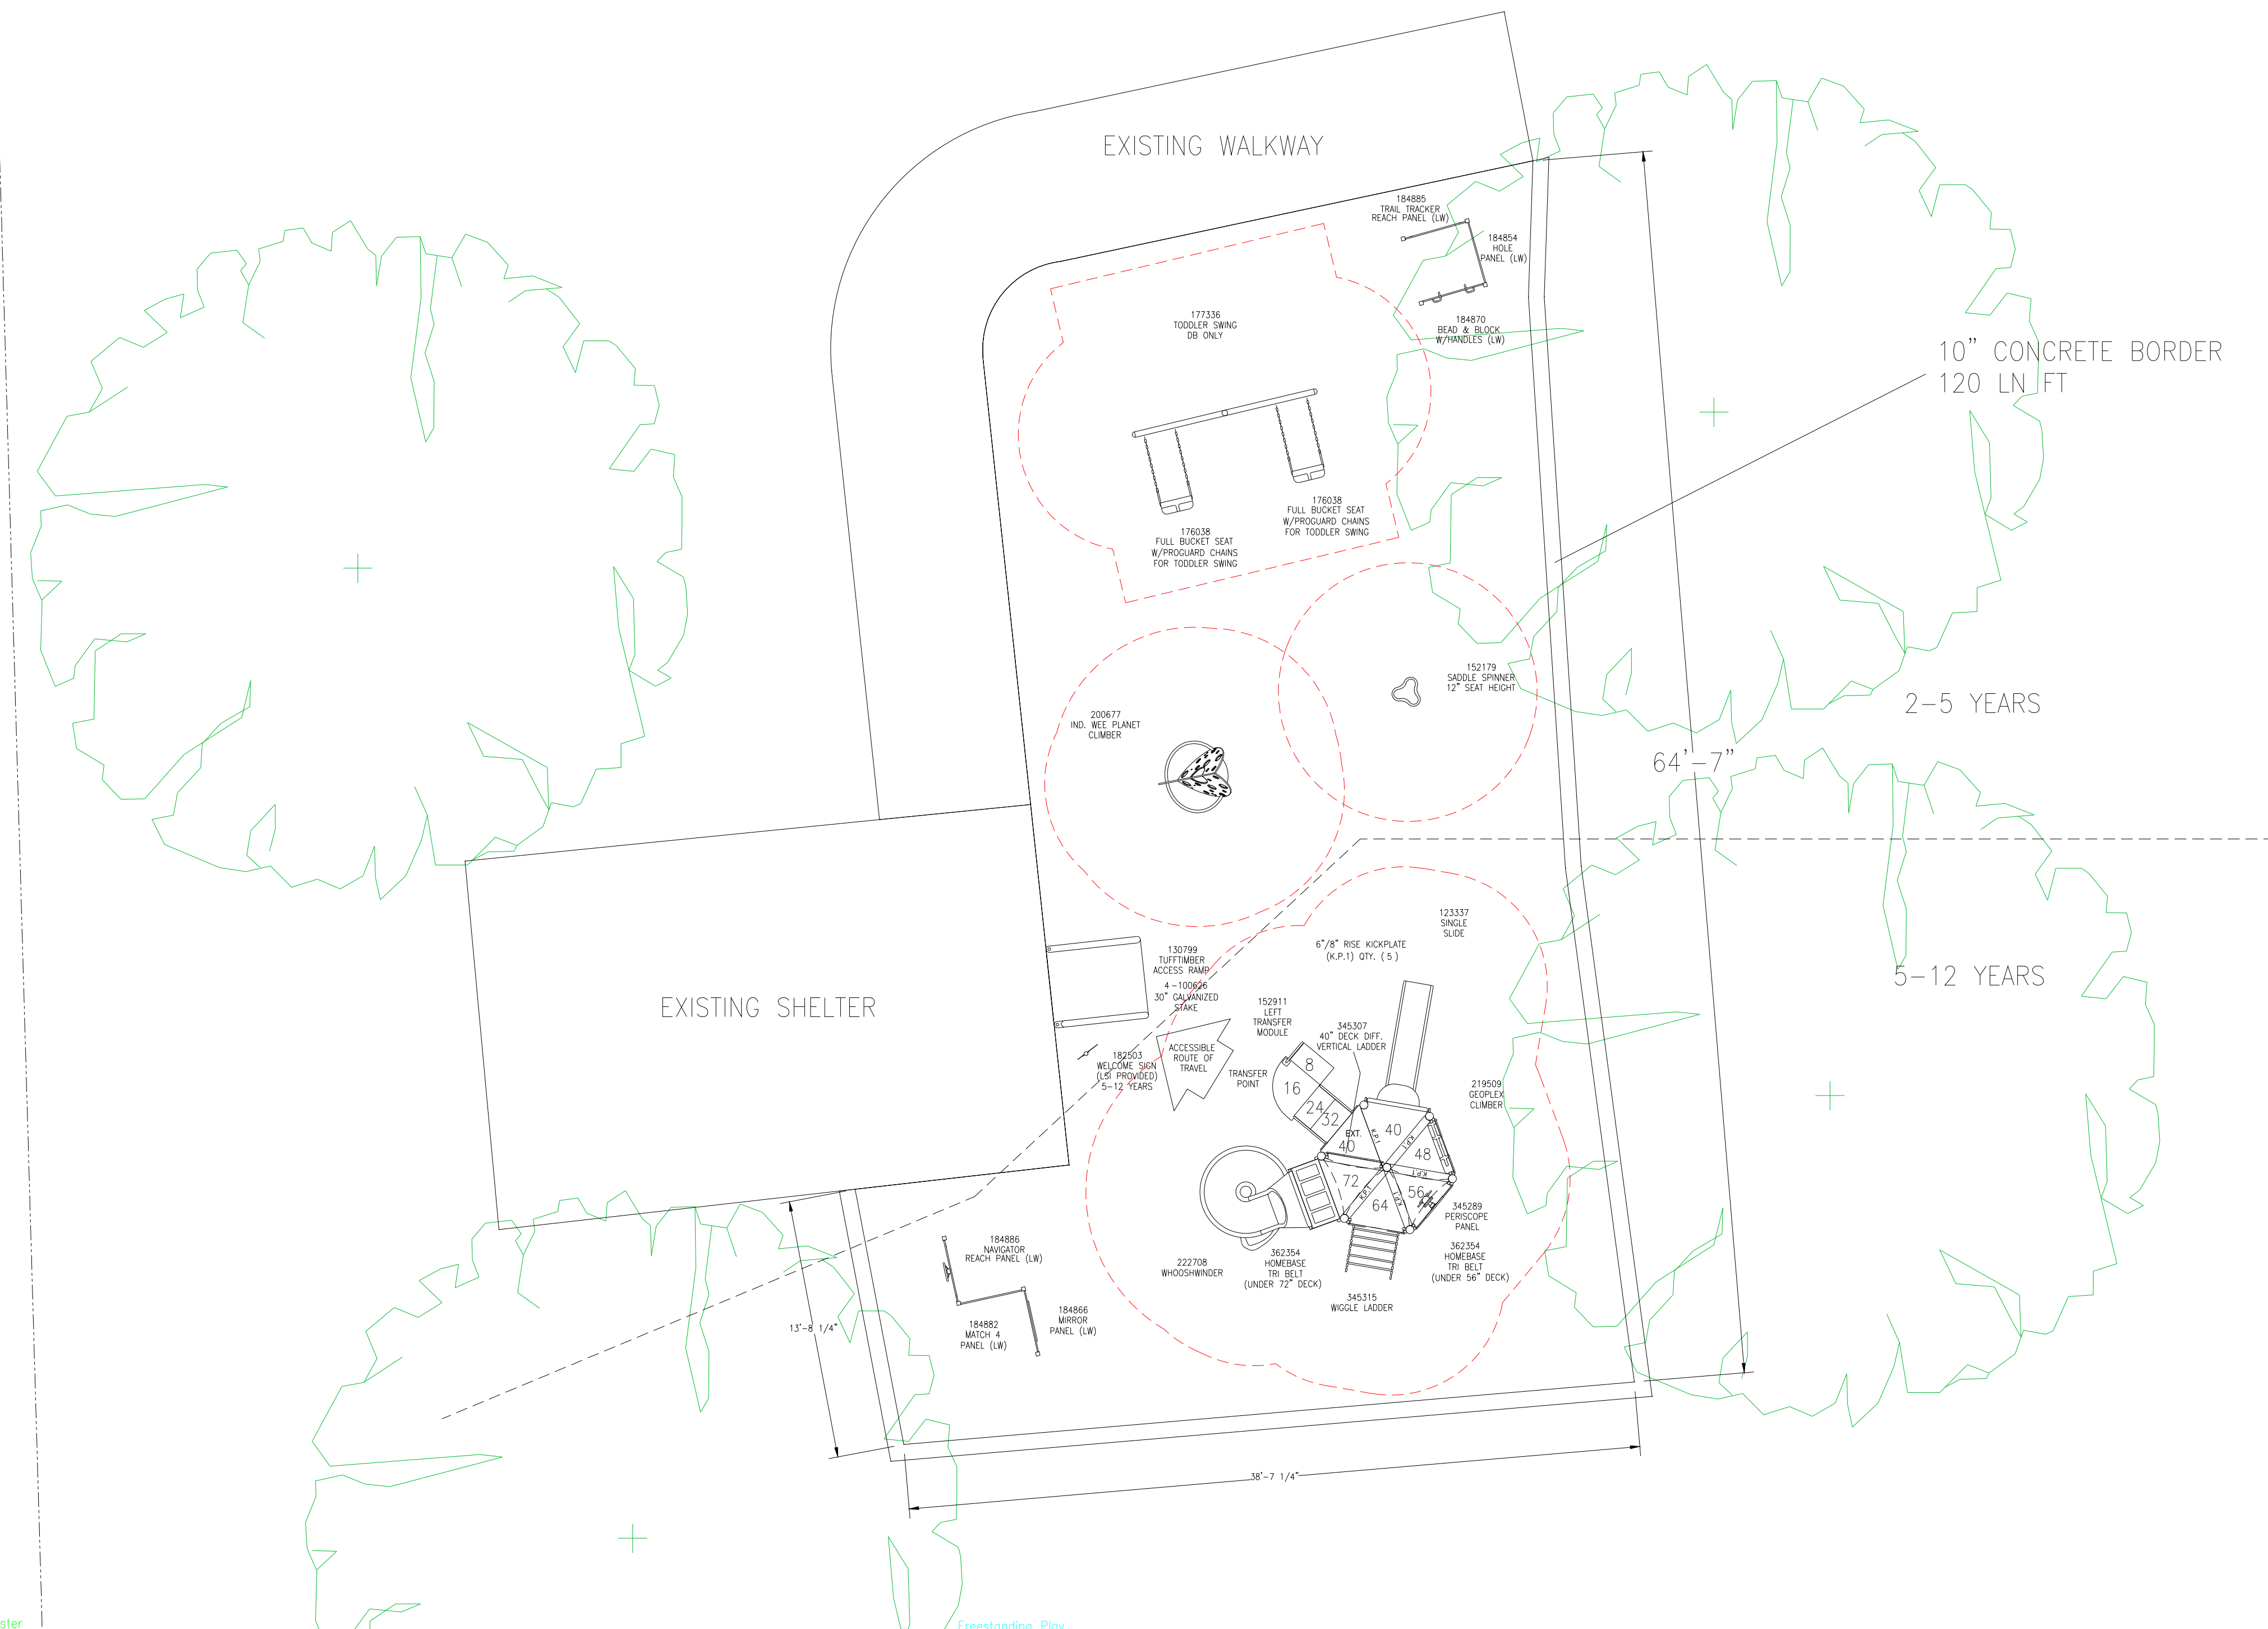 EXISTING WALKWAY
184885
TRAIL TRACKER
REACH PANEL (LW)
184854
HOLE
PANEL (LW)
177336
TODDLER SWING
DB ONLY
184870
BEAD & BLOCK
W/HANDLES (LW)
10" CONCRETE BORDER
120 LN FT
176038
FULL BUCKET SEAT
W/PROGUARD CHAINS
FOR TODDLER SWING
176038
FULL BUCKET SEAT
W/PROGUARD CHAINS
FOR TODDLER SWING
152179
SADDLE SPINNER
12" SEAT HEIGHT
2-5 YEARS
200677
IND. WEE PLANET
CLIMBER
64'-7"
123337
SINGLE
SLIDE
6"/8" RISE KICKPLATE
(K.P.1) QTY. ( 5 )
130799
TUFFTIMBER
ACCESS RAMP
5-12 YEARS
4-100626
30" GALVANIZED
STAKE
EXISTING SHELTER
152911
LEFT
TRANSFER
MODULE
345307
40" DECK DIFF.
VERTICAL LADDER
ACCESSIBLE
ROUTE OF
TRAVEL
182503
WELCOME SIGN
(LSI PROVIDED)
5-12 YEARS
TRANSFER
POINT
219509
GEOPLEX
CLIMBER
8
16
24
32
EXT.
40
K.P.1
40
K.P.1
48
K.P.1
72
K.P.1
64
K.P.1
56
345289
PERISCOPE
PANEL
184886
NAVIGATOR
REACH PANEL (LW)
222708
WHOOSHWINDER
362354
HOMEBASE
TRI BELT
(UNDER 72" DECK)
362354
HOMEBASE
TRI BELT
(UNDER 56" DECK)
345315
WIGGLE LADDER
184866
MIRROR
PANEL (LW)
184882
MATCH 4
PANEL (LW)
13'-8 1/4"
38'-7 1/4"
ster
Freestanding Play